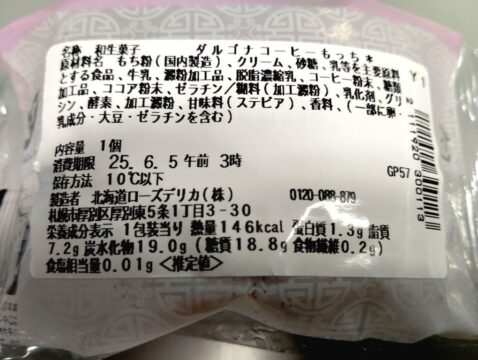 名称 和生菓子 ダルゴナコーヒーもっち*
原材料名 もち粉(国内製造)、クリーム、砂糖、乳等を主要原料
とする食品、牛乳、澱粉加工品、脱脂濃縮乳、コーヒー粉末、糖類
加工品、ココア粉末、ゼラチン/糊料(加工澱粉)、乳化剤、グリ
シン、酵素、加工澱粉、甘味料(ステビア)、香料、(一部に卵・
乳成分・大豆・ゼラチンを含む)
内容量 1個
消費期限 25. 6. 5 午前 3時
保存方法 10℃以下
GP57
製造者 北海道ローズデリカ(株) 0120-088-879
札幌市厚別区厚別東5条1丁目3-30
栄養成分表示 1包装当り 熱量146kcal 蛋白質1.3g 脂質
7.2g 炭水化物19.0g (糖質18.8g 食物繊維0.2g)
食塩相当量0.01g <推定値>